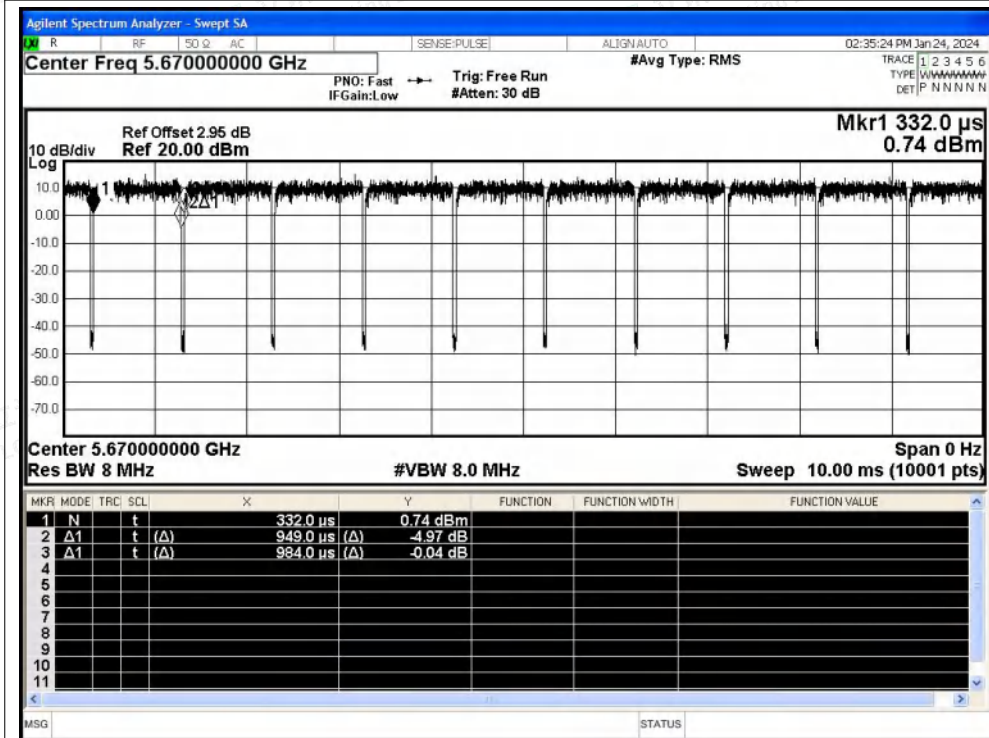 Agilent Spectrum Analyzer - Swept SA
LXI R RF 50 Ω AC SENSE:PULSE ALIGN AUTO 02:35:24 PM Jan 24, 2024
Center Freq 5.670000000 GHz #Avg Type: RMS TRACE 1 2 3 4 5 6
PNO: Fast Trig: Free Run TYPE WWWWWW
IFGain:Low #Atten: 30 dB DET P N N N N N
Mkr1 332.0 µs
Ref Offset 2.95 dB
10 dB/div Ref 20.00 dBm 0.74 dBm
Log
10.0
1
2Δ1
0.00
-10.0
-20.0
-30.0
-40.0
-50.0
-60.0
-70.0
Center 5.670000000 GHz Span 0 Hz
Res BW 8 MHz #VBW 8.0 MHz Sweep 10.00 ms (10001 pts)
MKR MODE TRC SCL X Y FUNCTION FUNCTION WIDTH FUNCTION VALUE
1 N t 332.0 µs 0.74 dBm
2 Δ1 t (Δ) 949.0 µs (Δ) -4.97 dB
3 Δ1 t (Δ) 984.0 µs (Δ) -0.04 dB
4
5
6
7
8
9
10
11
MSG STATUS